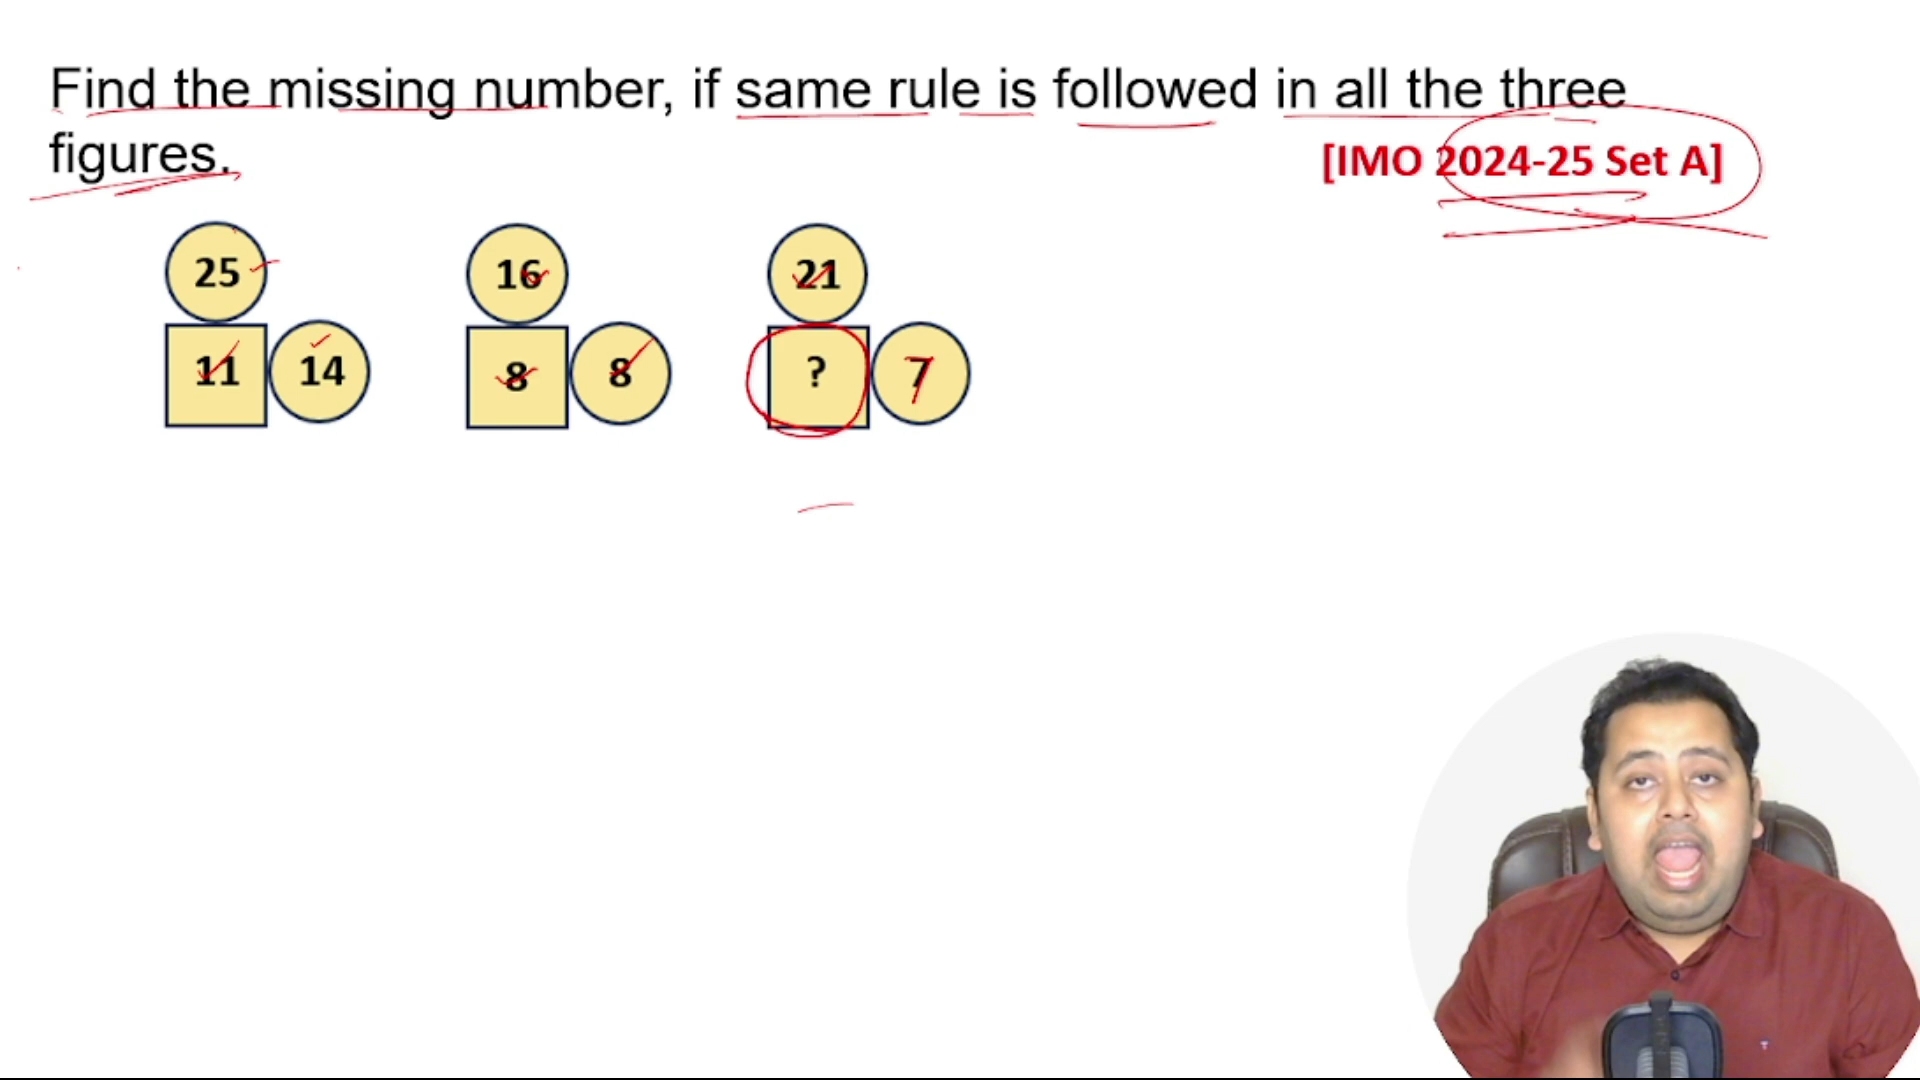 Find the missing number, if same rule is followed in all the three
figures.
[IMO 2024-25 Set A]
25 16 21
11 14 8 8 ? 7